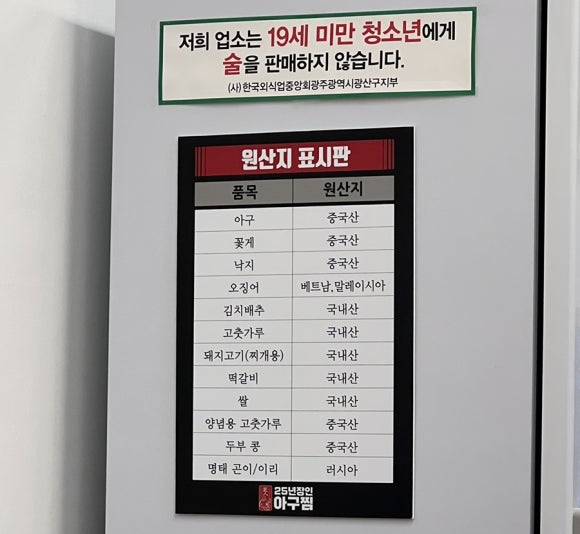 저희 업소는 19세 미만 청소년에게
술을 판매하지 않습니다.
(사)한국외식업중앙회광주광역시광산구지부
원산지 표시판
품목 원산지
아구 중국산
꽃게 중국산
낙지 중국산
오징어 베트남,말레이시아
김치배추 국내산
고춧가루 국내산
돼지고기(찌개용) 국내산
떡갈비 국내산
쌀 국내산
양념용 고춧가루 중국산
두부 콩 중국산
명태 곤이/이리 러시아
25년장인
아구찜